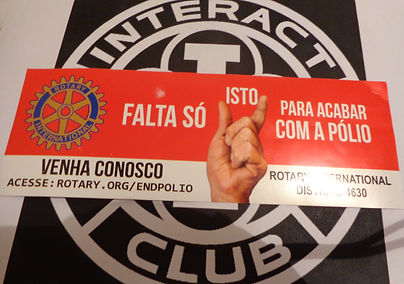 INTERACT
ROTARY
INTERNATIONAL
FALTA SÓ
ISTO
PARA ACABAR
COM A PÓLIO
VENHA CONOSCO
ACESSE: ROTARY.ORG/ENDPOLIO
ROTARY INTERNATIONAL
DISTRITO 4630
CLUB